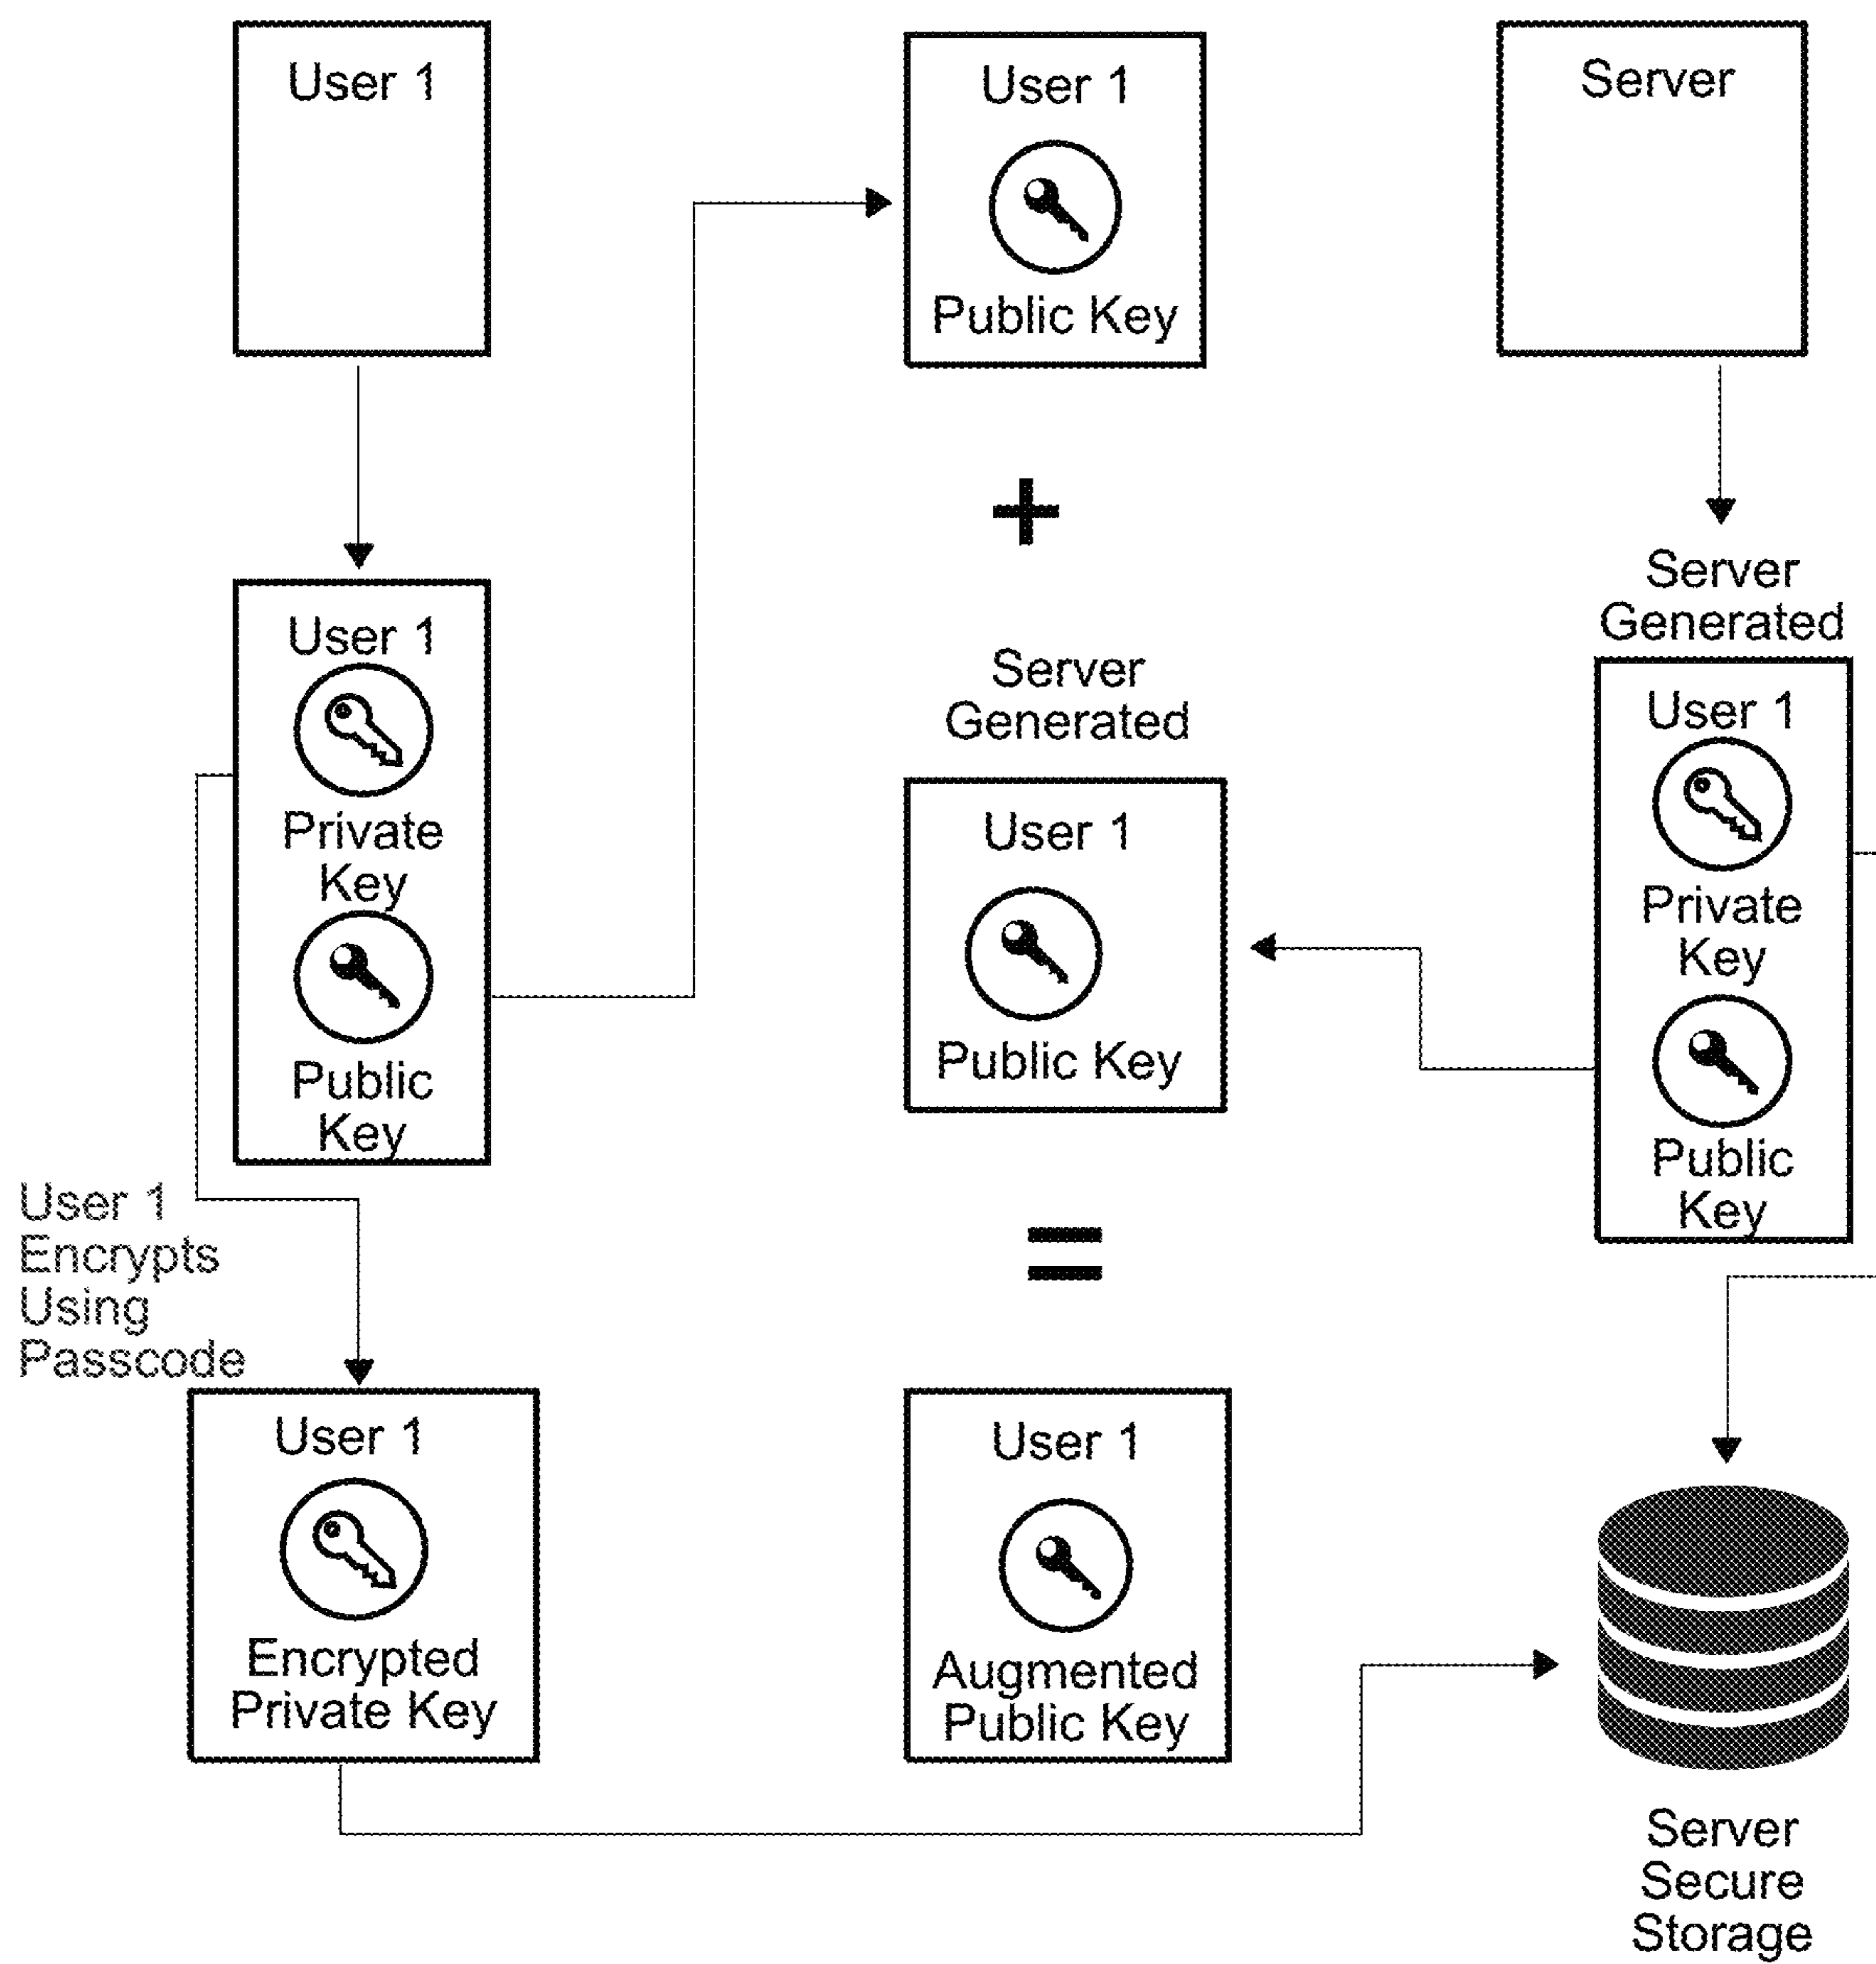 User 1
User 1
Private
Key
Public
Key
User 1
Encrypts
Using
Passcode
User 1
Encrypted
Private Key
User 1
Public Key
+
Server
Generated
User 1
Public Key
=
User 1
Augmented
Public Key
Server
Server
Generated
User 1
Private
Key
Public
Key
Server
Secure
Storage